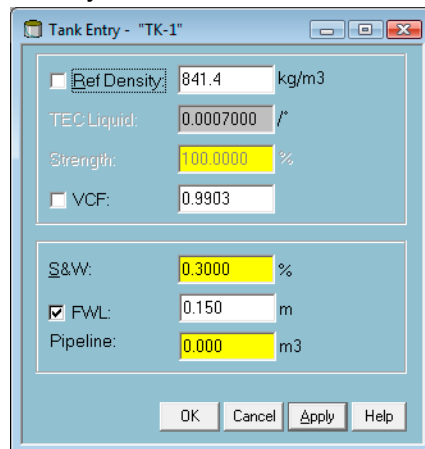 Tank Entry - "TK-1"
Ref Density: 841.4 kg/m3
TEC Liquid: 0.0007000 /°
Strength: 100.0000 %
VCF: 0.9903
S&W: 0.3000 %
FWL: 0.150 m
Pipeline: 0.000 m3
OK Cancel Apply Help